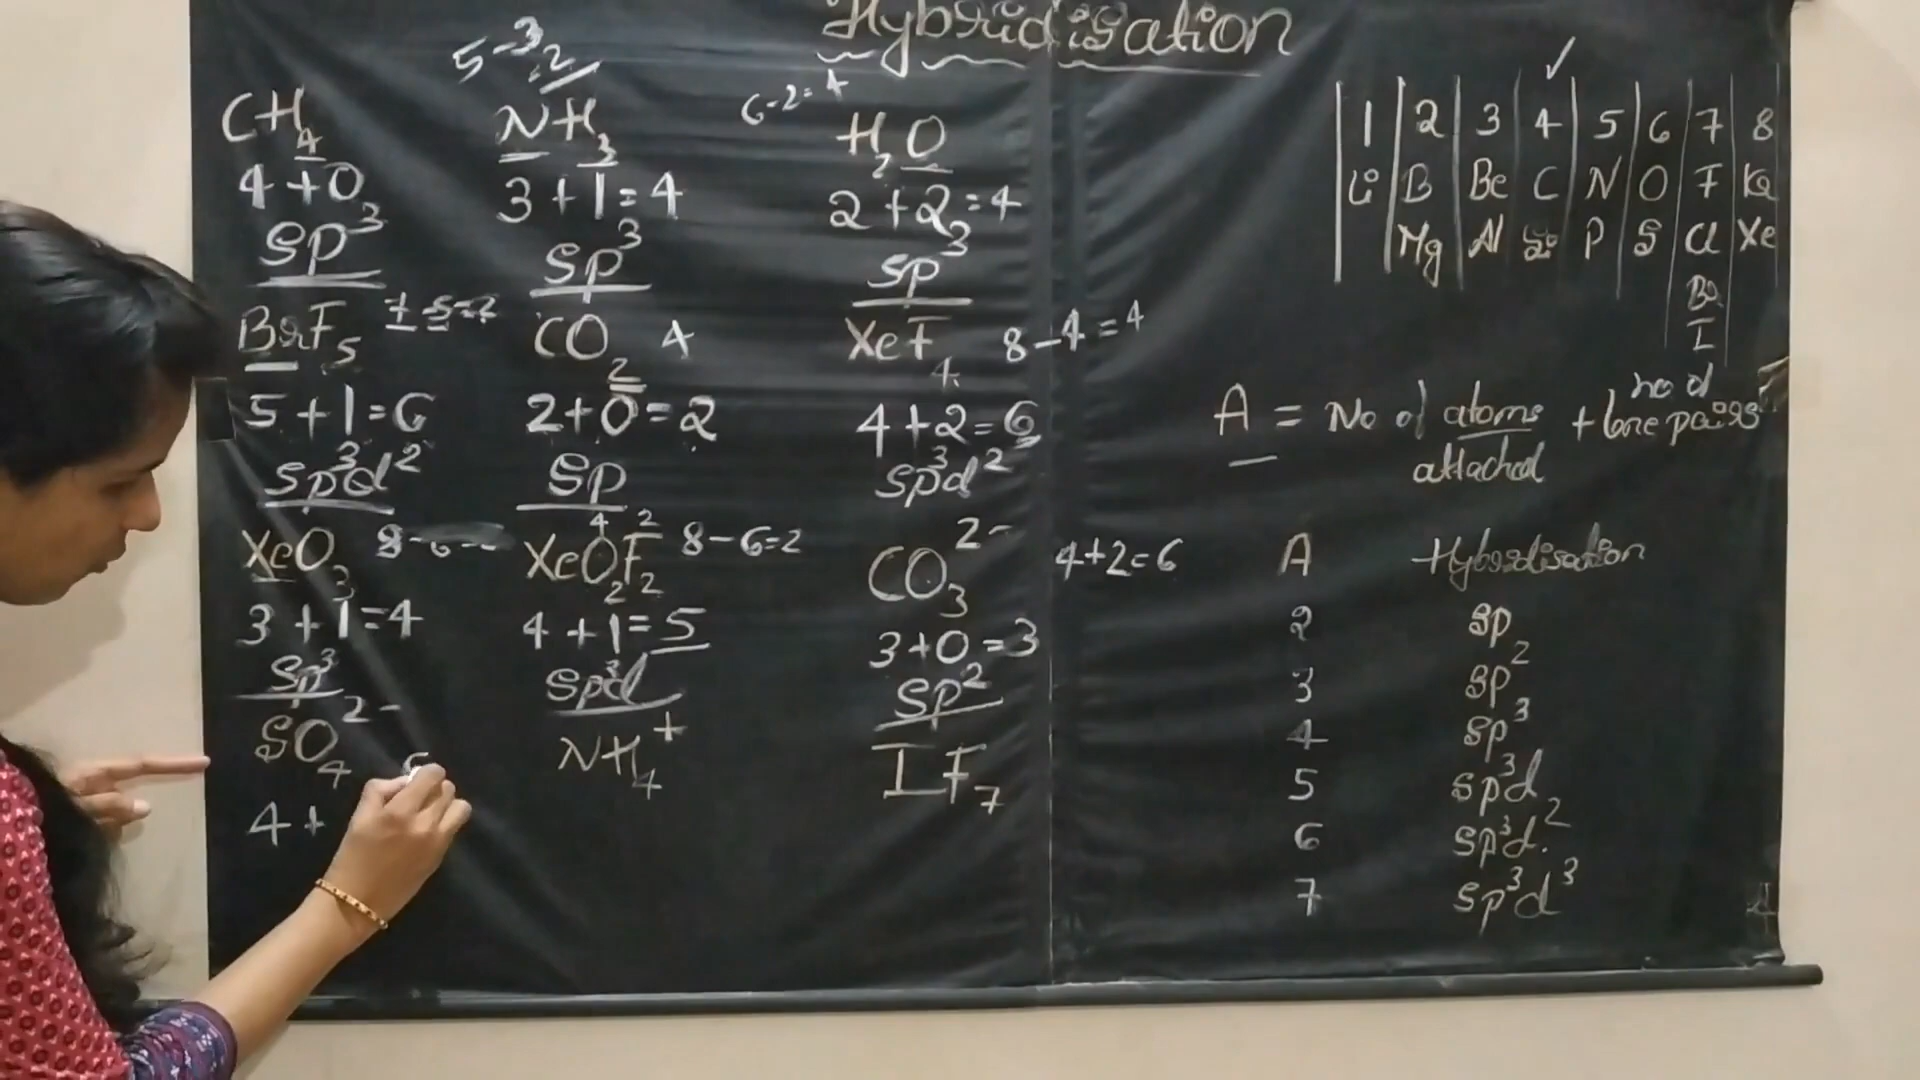 Hybridisation
5-3
2
CH4
4+0
sp³
NH3
3+1=4
sp³
6-2=4
H2O
2+2=4
sp³
BrF5
5+1=6
sp³d²
CO2 4
2+0=2
sp
XeF4 8-4=4
4+2=6
sp³d²
XeO3
3+1=4
sp³
XeO2F2 8-6=2
4 2
4+1=5
sp³d
CO3²⁻ 4+2=6
3+0=3
sp²
SO4²⁻
4+
NH4⁺
IF7
1 2 3 4 5 6 7 8
Li B Be C N O F
Mg Al Si P S Cl Xe
Br
I
A = No of atoms attached + no of lone pairs
A Hybridisation
2 sp
3 sp²
4 sp³
5 sp³d
6 sp³d²
7 sp³d³